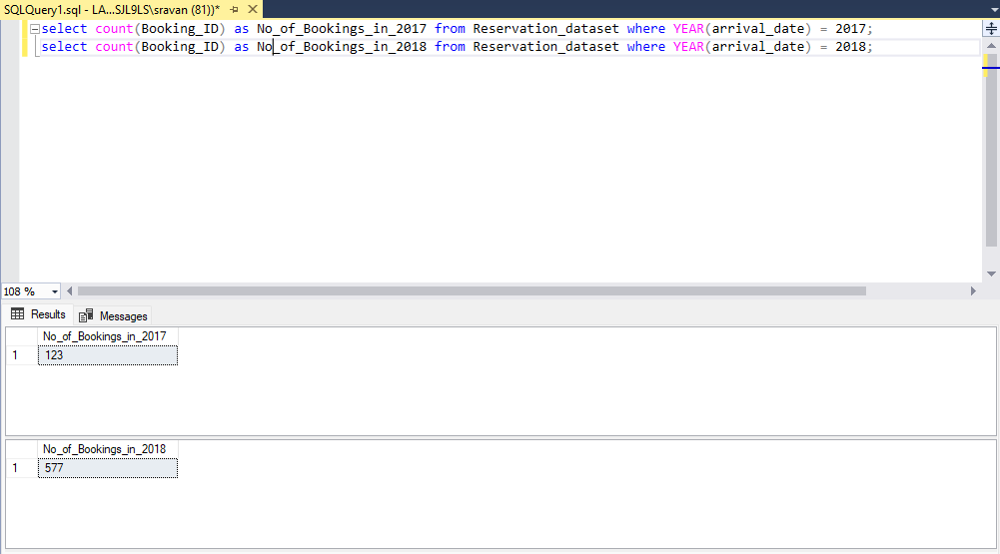 SQLQuery1.sql - LA...SJL9LS\sravan (81))*
select count(Booking_ID) as No_of_Bookings_in_2017 from Reservation_dataset where YEAR(arrival_date) = 2017;
select count(Booking_ID) as No_of_Bookings_in_2018 from Reservation_dataset where YEAR(arrival_date) = 2018;
108 %
Results Messages
No_of_Bookings_in_2017
1 123
No_of_Bookings_in_2018
1 577